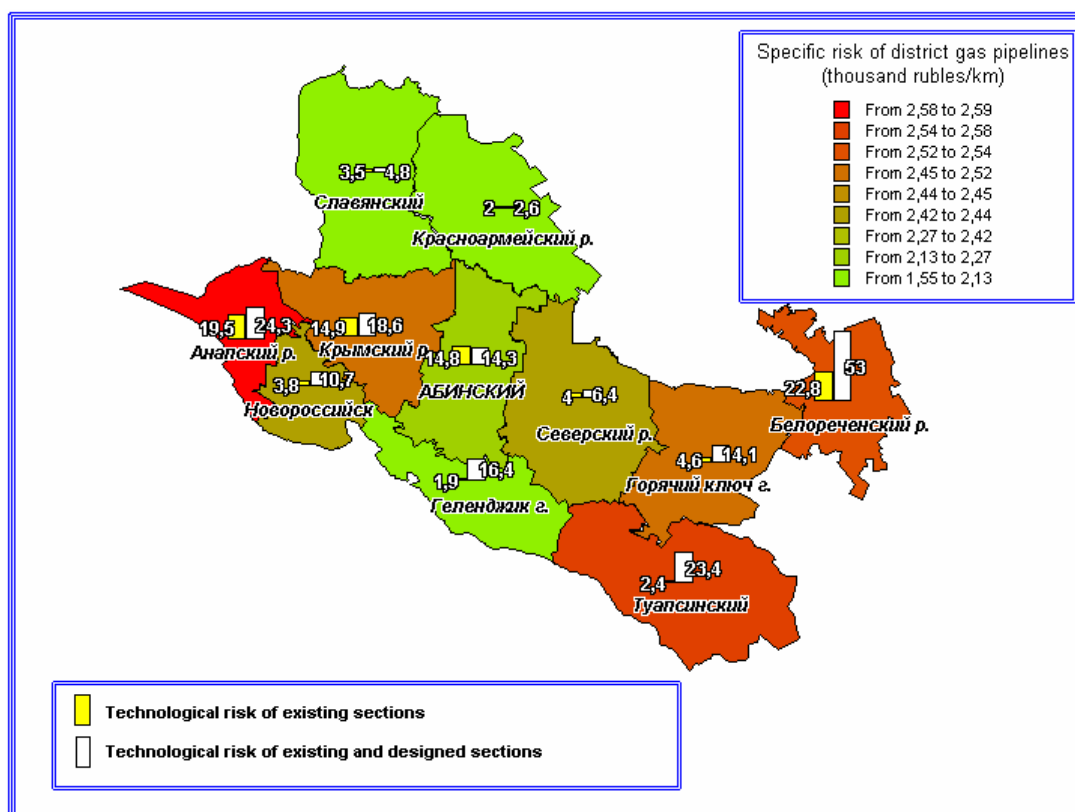 Specific risk of district gas pipelines
(thousand rubles/km)
From 2,58 to 2,59
From 2,54 to 2,58
From 2,52 to 2,54
From 2,45 to 2,52
From 2,44 to 2,45
From 2,42 to 2,44
From 2,27 to 2,42
From 2,13 to 2,27
From 1,55 to 2,13
3,5 4,8
Славянский
2 2,6
Красноармейский р.
19,5 24,3
Анапский р.
14,9 18,6
Крымский р.
14,8 14,3
АБИНСКИЙ
3,8 10,7
Новороссийск
4 6,4
Северский р.
22,8 53
Белореченский р.
4,6 14,1
Горячий ключ г.
1,9 16,4
Геленджик г.
2,4 23,4
Туапсинский
Technological risk of existing sections
Technological risk of existing and designed sections